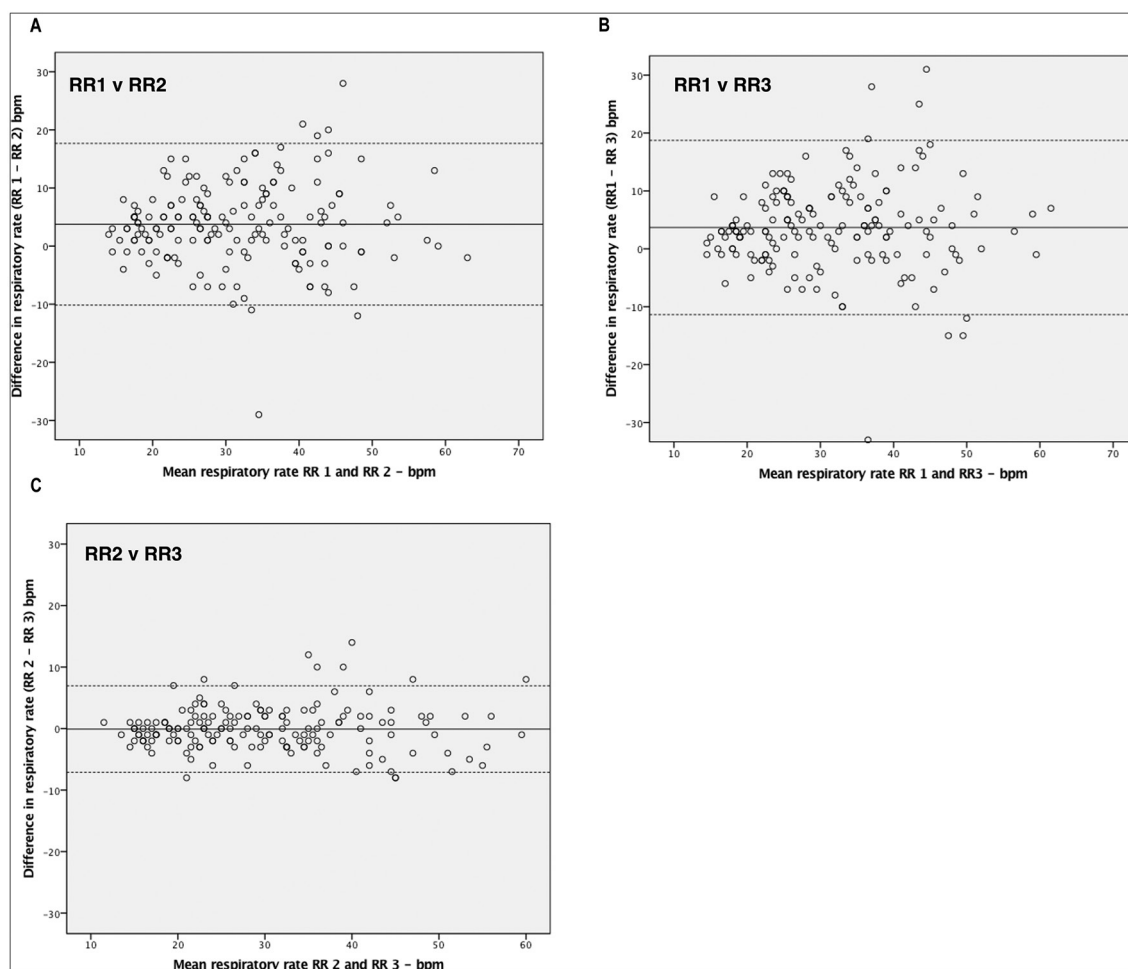 A
RR1 v RR2
Difference in respiratory rate (RR 1 – RR 2) bpm
30
20
10
0
-10
-20
-30
10 20 30 40 50 60 70
Mean respiratory rate RR 1 and RR 2 – bpm
B
RR1 v RR3
Difference in respiratory rate (RR1 – RR 3) bpm
30
20
10
0
-10
-20
-30
10 20 30 40 50 60 70
Mean respiratory rate RR 1 and RR3 – bpm
C
RR2 v RR3
Difference in respiratory rate (RR 2 – RR 3) bpm
30
20
10
0
-10
-20
-30
10 20 30 40 50 60
Mean respiratory rate RR 2 and RR 3 – bpm